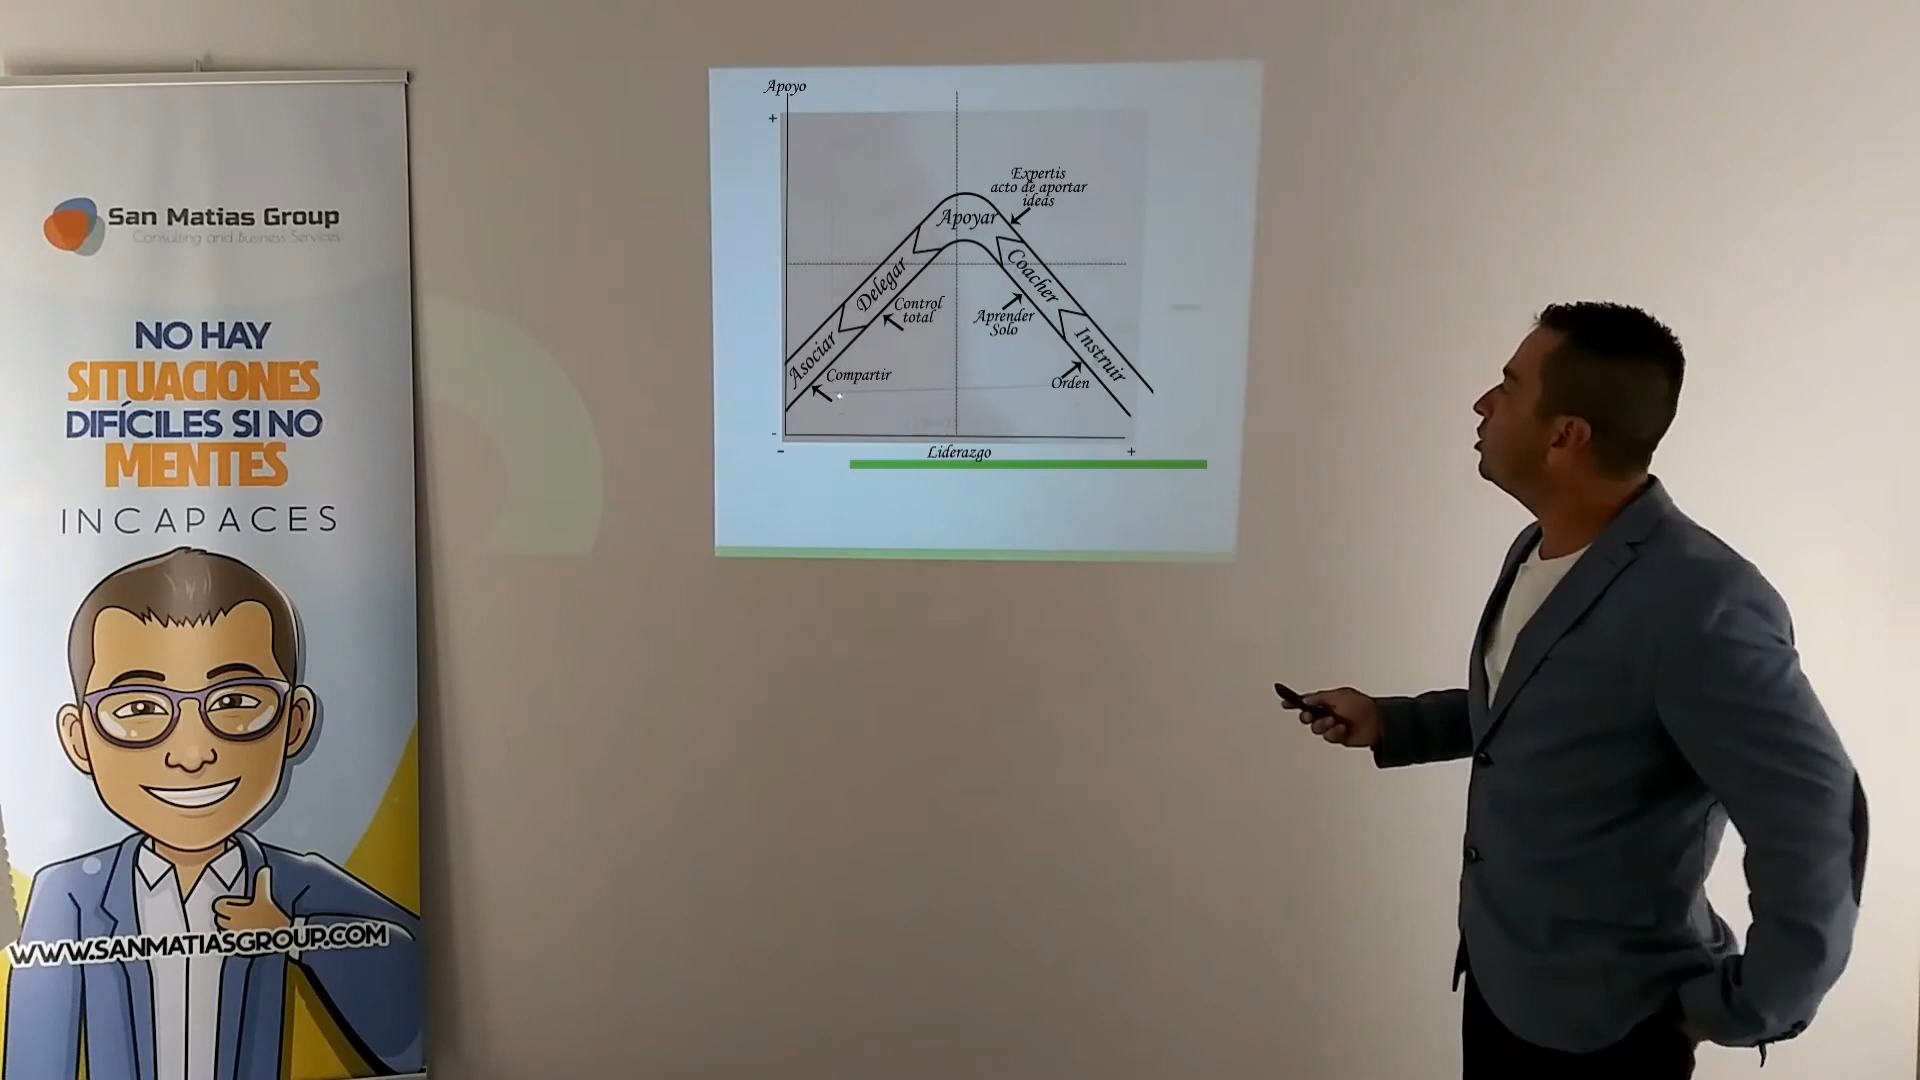 San Matias Group
Consulting and Business Services
NO HAY
SITUACIONES
DIFÍCILES SI NO
MENTES
INCAPACES
WWW.SANMATIASGROUP.COM
Apoyo
+
Expertis
acto de aportar
ideas
Apoyar
Delegar
Coacher
Control
total
Aprender
Solo
Asociar
Instruir
Compartir
Orden
-
-
Liderazgo
+